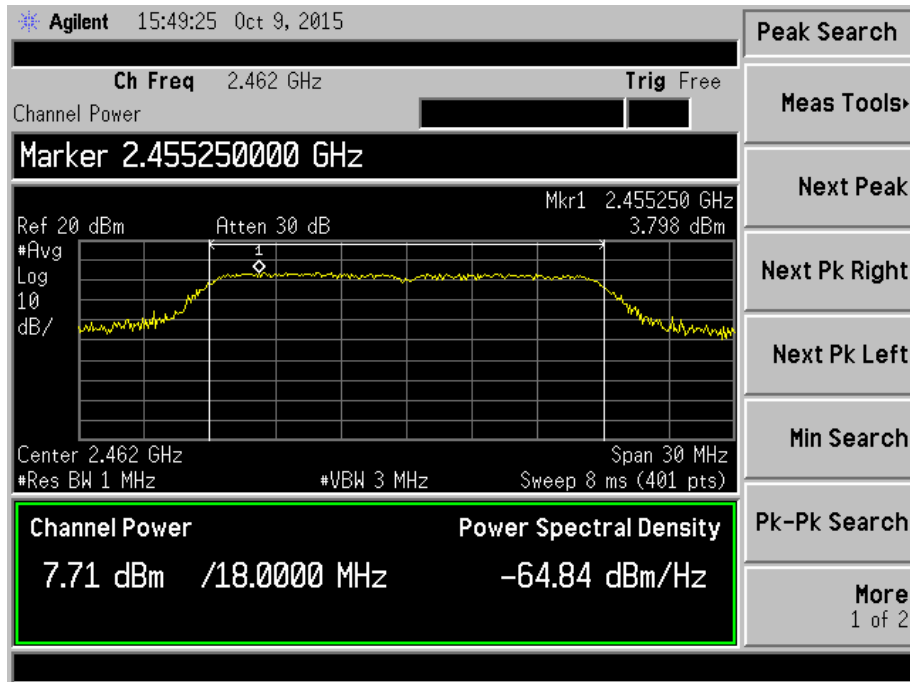 Agilent 15:49:25 Oct 9, 2015
Peak Search
Ch Freq 2.462 GHz Trig Free
Channel Power
Meas Tools
Marker 2.455250000 GHz
Next Peak
Mkr1 2.455250 GHz
Ref 20 dBm Atten 30 dB 3.798 dBm
#Avg
Log
10
dB/
1
Next Pk Right
Next Pk Left
Center 2.462 GHz Span 30 MHz
#Res BW 1 MHz #VBW 3 MHz Sweep 8 ms (401 pts)
Min Search
Channel Power Power Spectral Density
7.71 dBm /18.0000 MHz -64.84 dBm/Hz
Pk-Pk Search
More
1 of 2